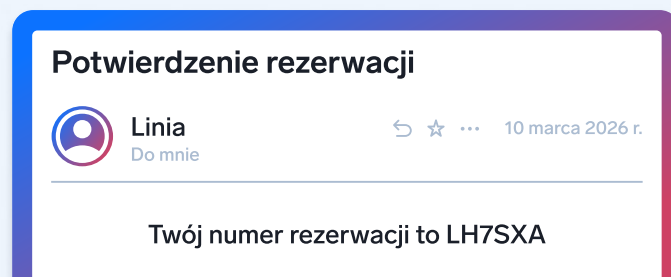 Potwierdzenie rezerwacji
Linia
10 marca 2026 r.
Do mnie
Twój numer rezerwacji to LH7SXA